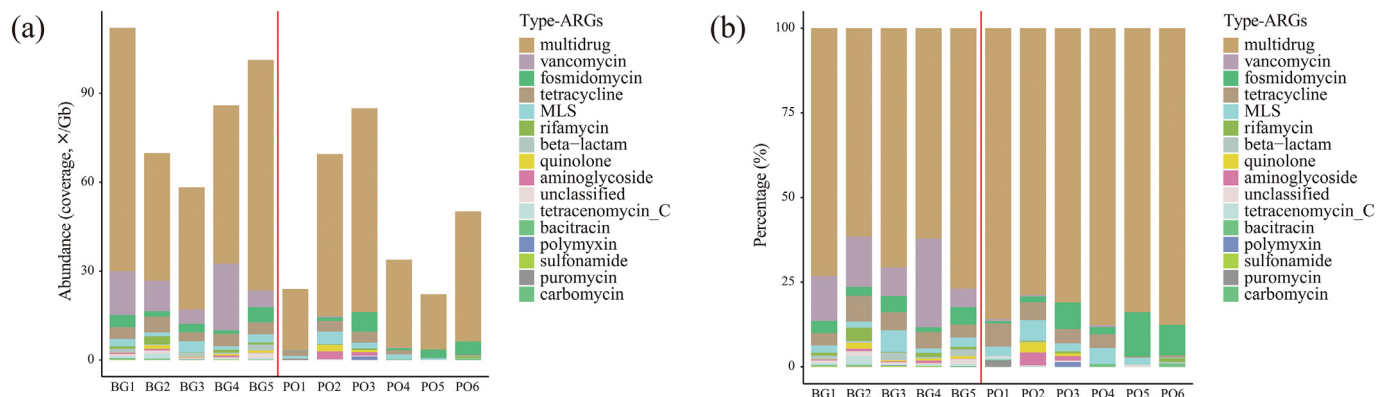 (a)
Abundance (coverage, ×/Gb)
90
60
30
0
BG1 BG2 BG3 BG4 BG5 PO1 PO2 PO3 PO4 PO5 PO6
Type-ARGs
multidrug
vancomycin
fosmidomycin
tetracycline
MLS
rifamycin
beta-lactam
quinolone
aminoglycoside
unclassified
tetracenomycin_C
bacitracin
polymyxin
sulfonamide
puromycin
carbomycin
(b)
Percentage (%)
100
75
50
25
0
BG1 BG2 BG3 BG4 BG5 PO1 PO2 PO3 PO4 PO5 PO6
Type-ARGs
multidrug
vancomycin
fosmidomycin
tetracycline
MLS
rifamycin
beta-lactam
quinolone
aminoglycoside
unclassified
tetracenomycin_C
bacitracin
polymyxin
sulfonamide
puromycin
carbomycin